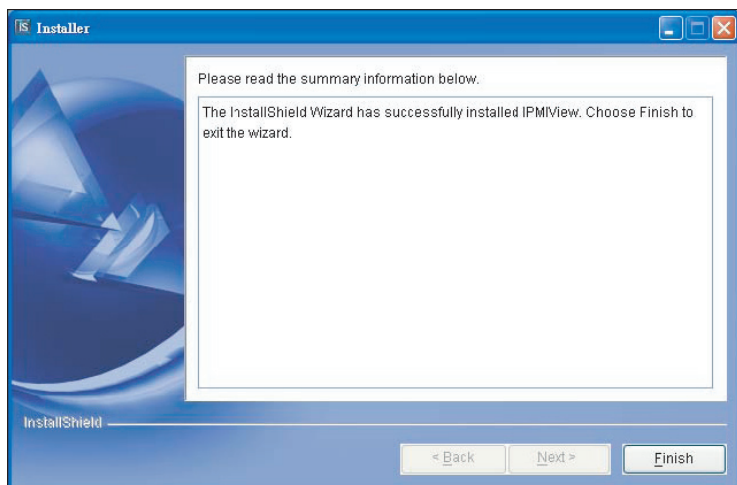 IS Installer
Please read the summary information below.
The InstallShield Wizard has successfully installed IPMIView. Choose Finish to
exit the wizard.
InstallShield
< Back Next > Finish